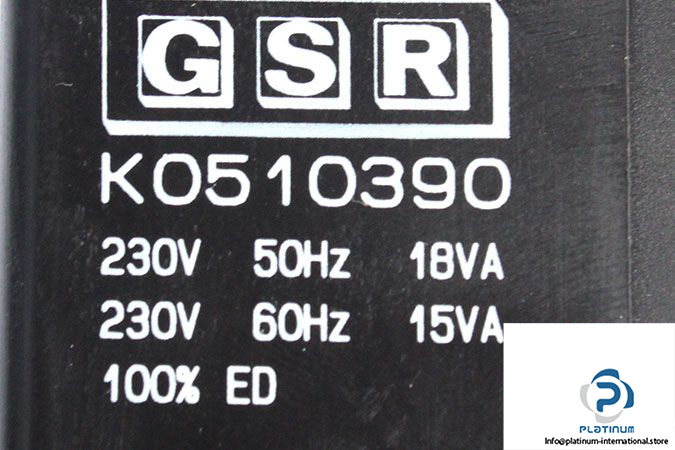 GSR
K0510390
230V 50Hz 18VA
230V 60Hz 15VA
100% ED
PLATINUM
Info@platinum-international.store